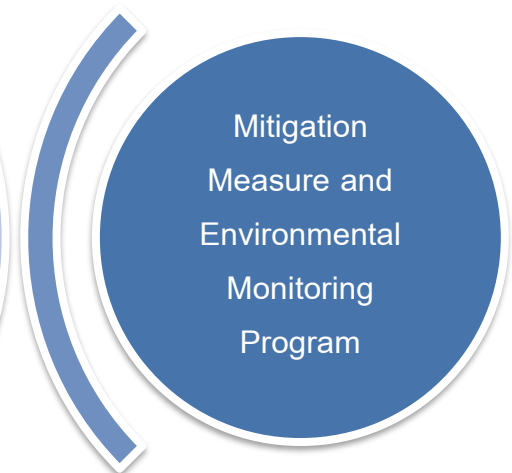 Mitigation
Measure and
Environmental
Monitoring
Program